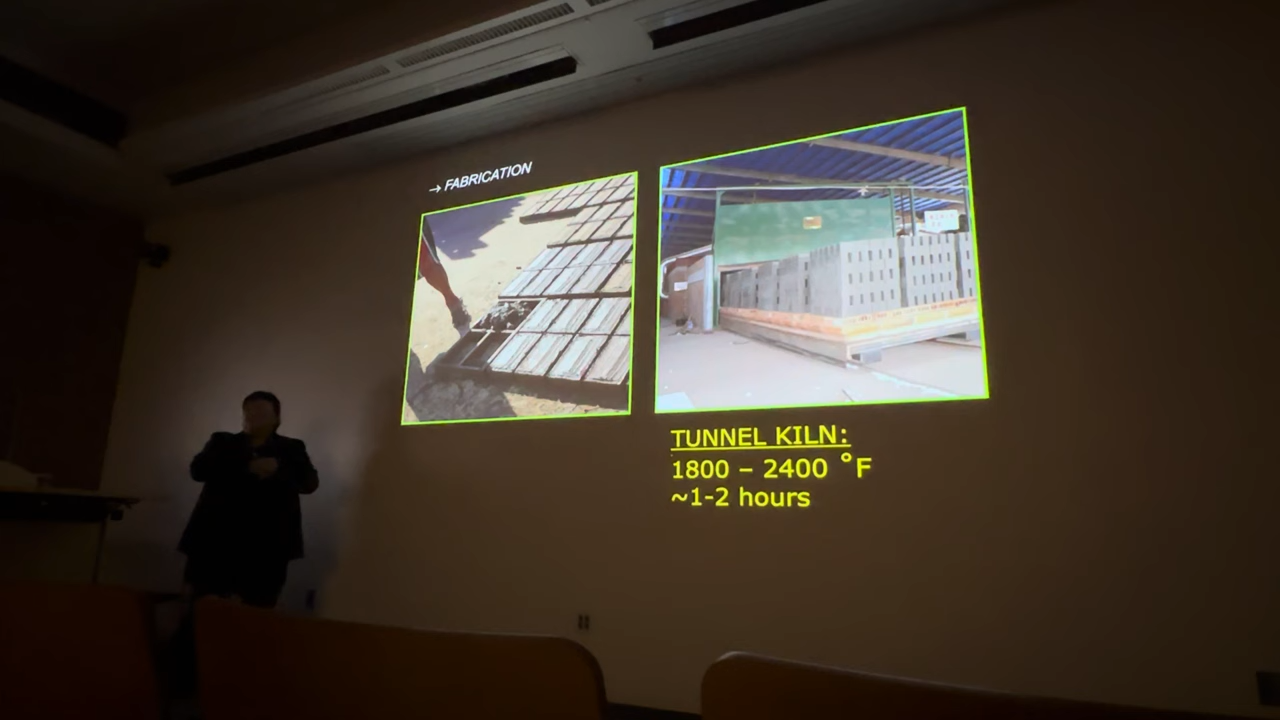 → FABRICATION
TUNNEL KILN:
1800 – 2400 °F
~1-2 hours